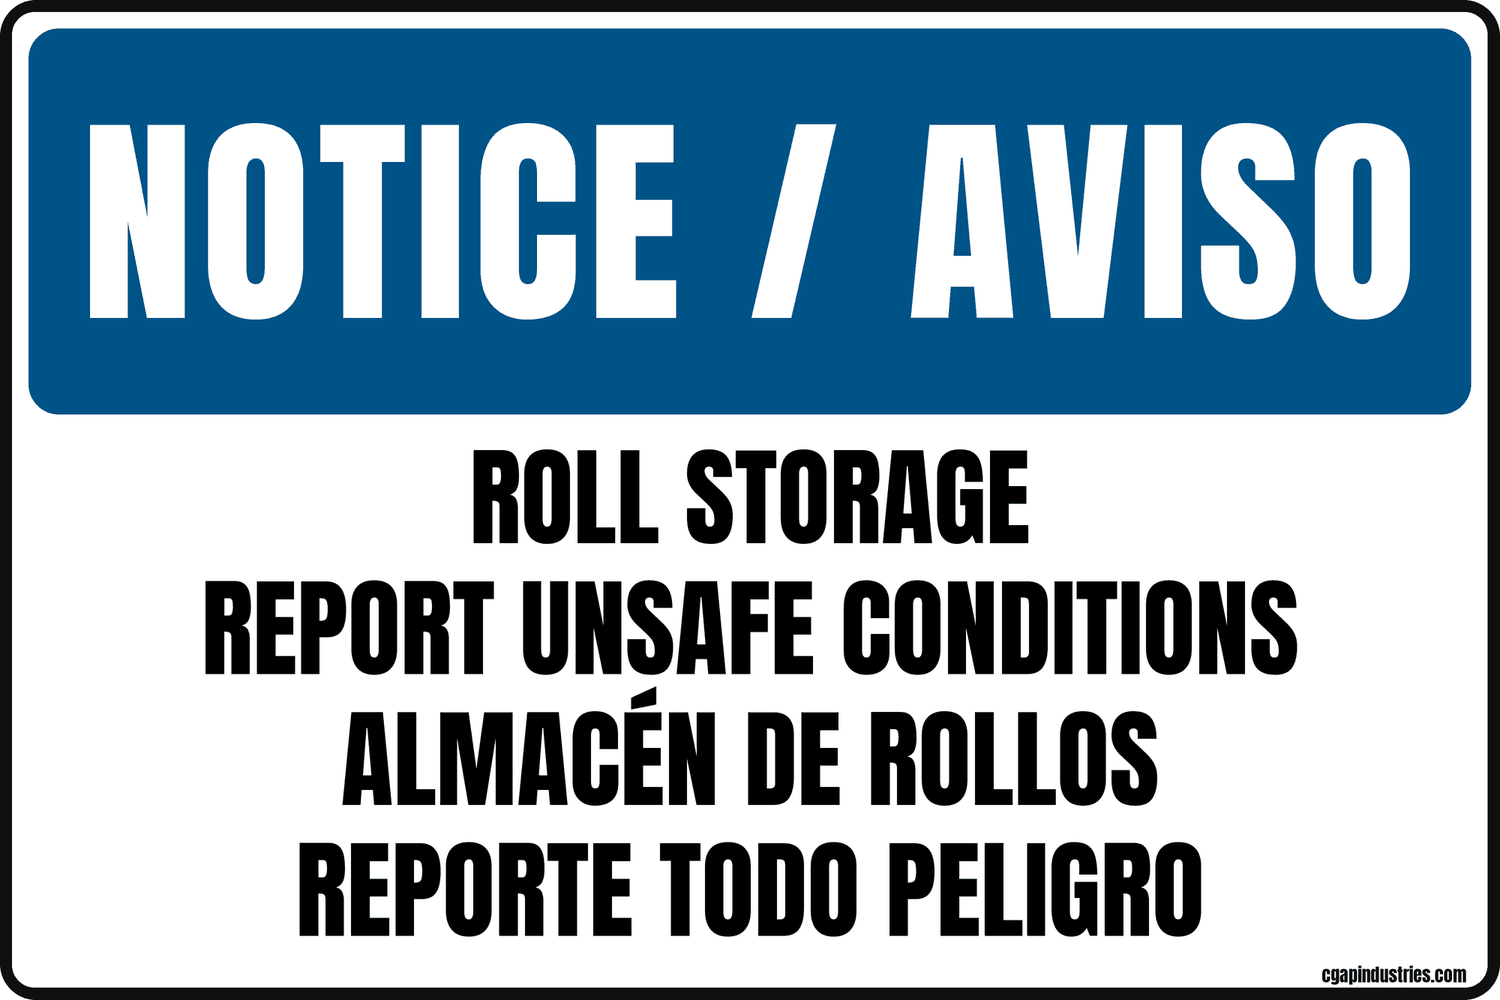 NOTICE / AVISO
ROLL STORAGE
REPORT UNSAFE CONDITIONS
ALMACÉN DE ROLLOS
REPORTE TODO PELIGRO
cgapindustries.com